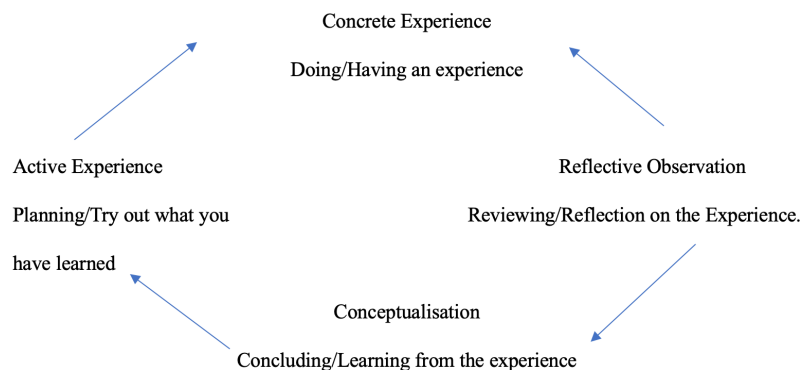 Concrete Experience
Doing/Having an experience
Active Experience
Planning/Try out what you
have learned
Reflective Observation
Reviewing/Reflection on the Experience.
Conceptualisation
Concluding/Learning from the experience